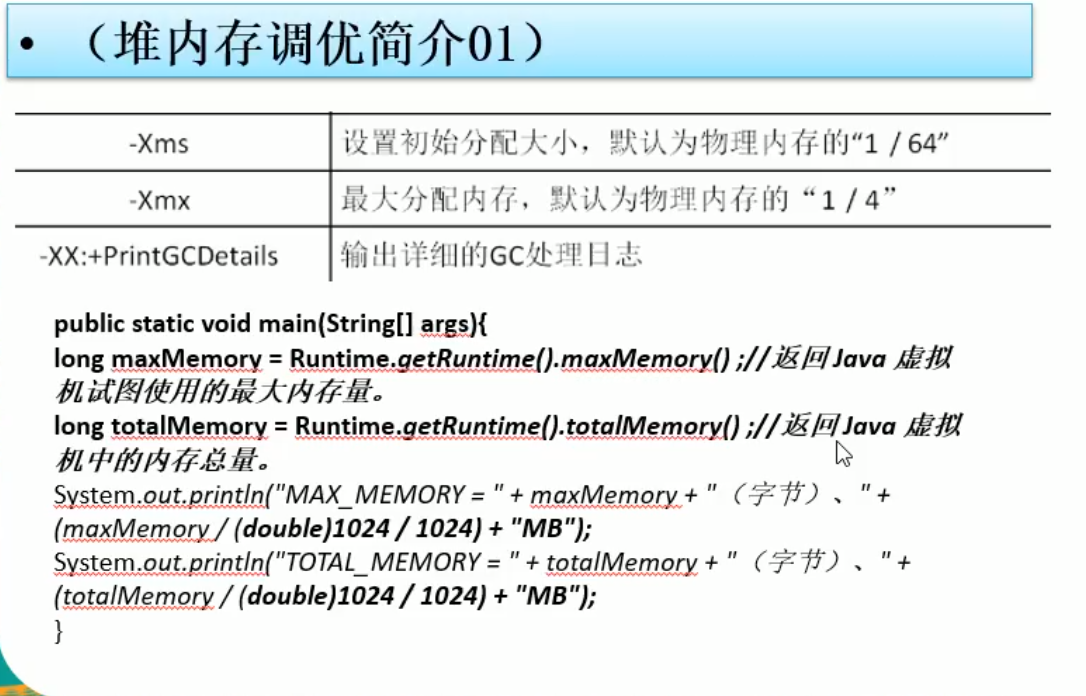 • （堆内存调优简介01）
-Xms 设置初始分配大小，默认为物理内存的“1 / 64”
-Xmx 最大分配内存，默认为物理内存的 “1 / 4”
-XX:+PrintGCDetails 输出详细的GC处理日志
public static void main(String[] args){
long maxMemory = Runtime.getRuntime().maxMemory() ;//返回 Java 虚拟
机试图使用的最大内存量。
long totalMemory = Runtime.getRuntime().totalMemory() ;//返回 Java 虚拟
机中的内存总量。
System.out.println("MAX_MEMORY = " + maxMemory + "（字节）、" +
(maxMemory / (double)1024 / 1024) + "MB");
System.out.println("TOTAL_MEMORY = " + totalMemory + "（字节）、" +
(totalMemory / (double)1024 / 1024) + "MB");
}